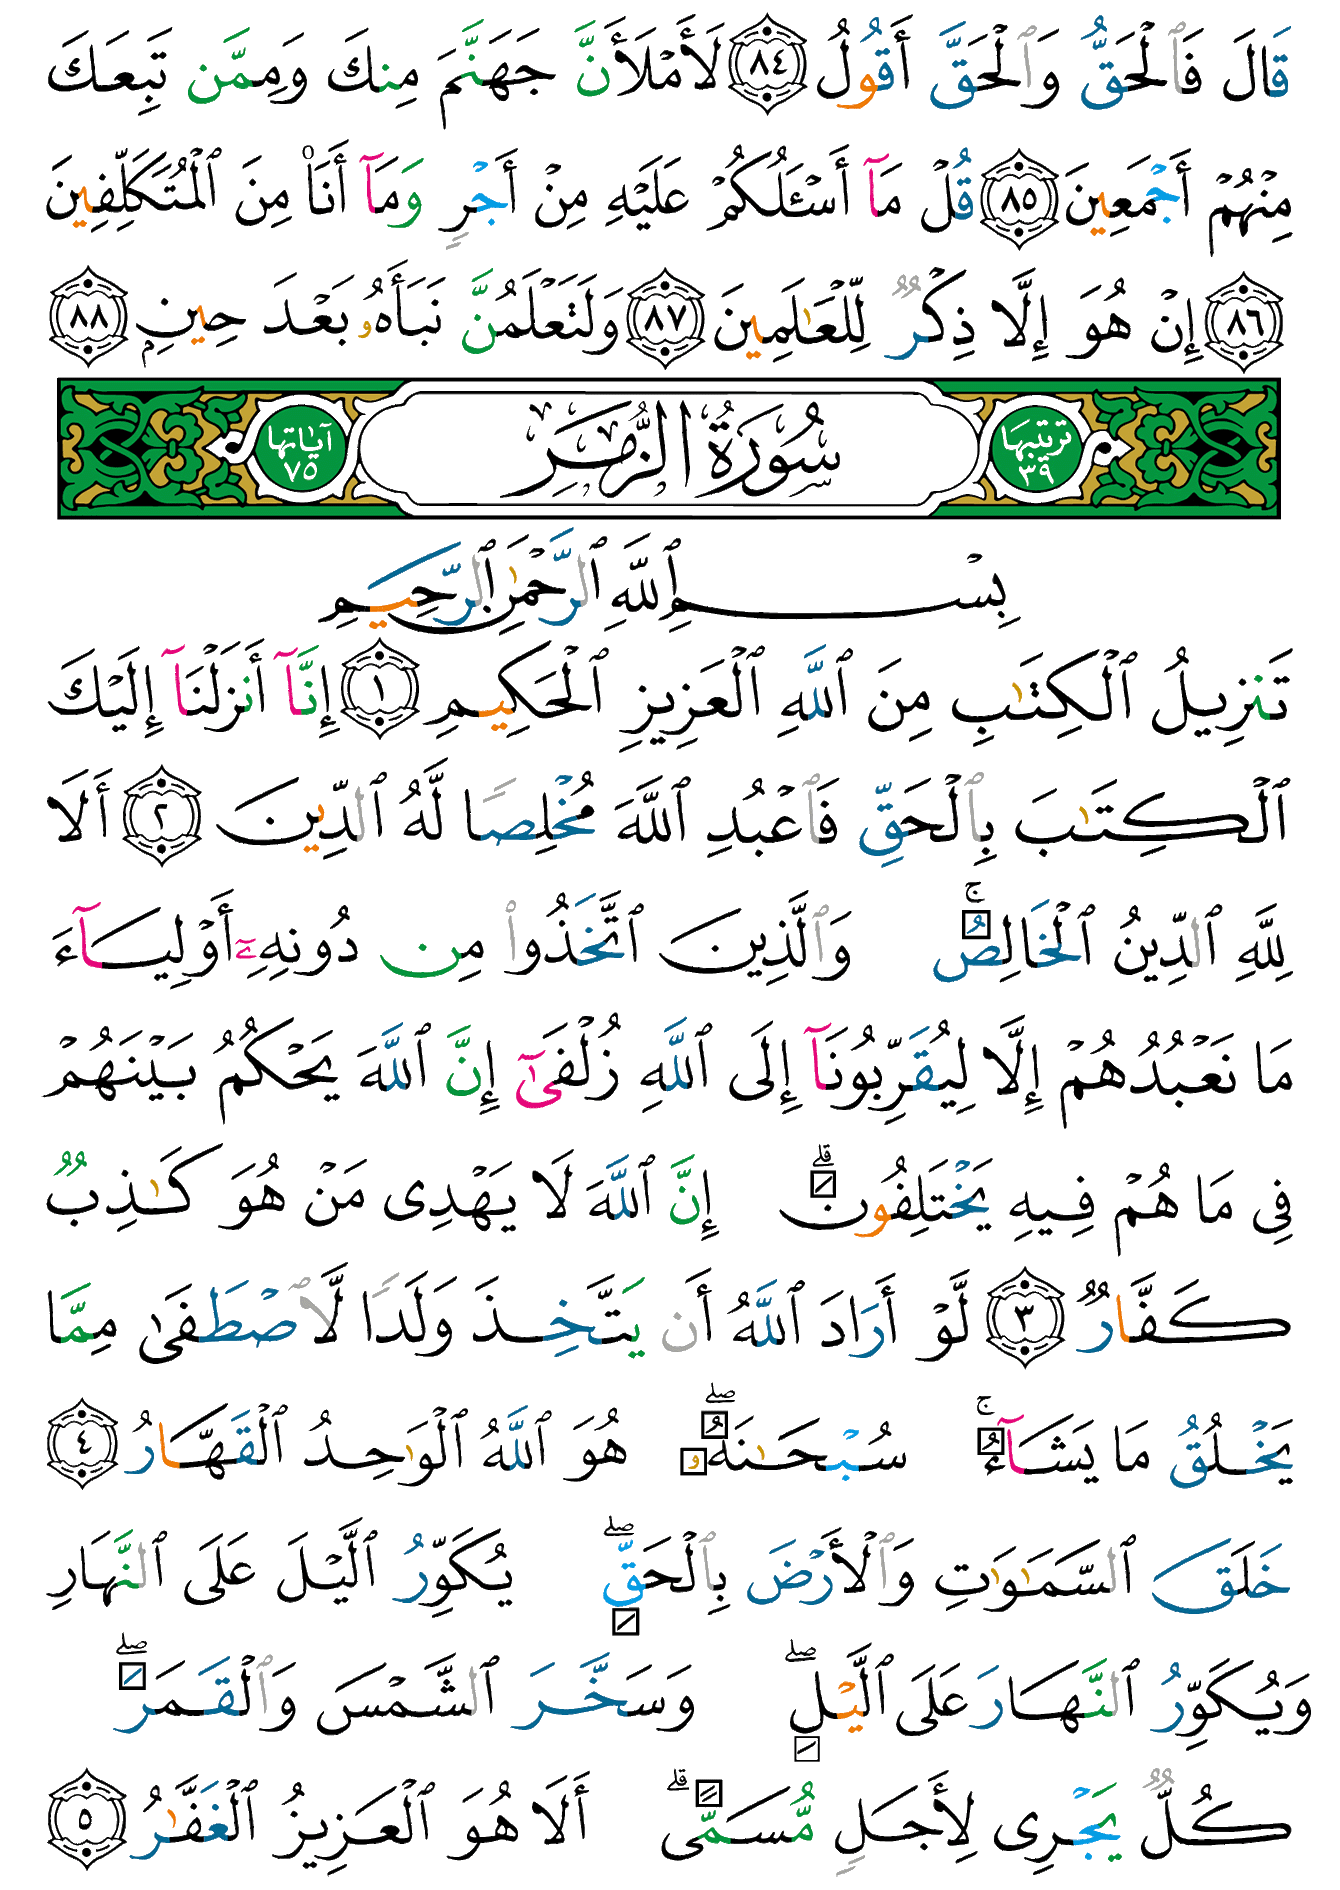 قَالَ فَٱلْحَقُّ وَٱلْحَقَّ أَقُولُ ٨٤ لَأَمْلَأَنَّ جَهَنَّمَ مِنكَ وَمِمَّن تَبِعَكَ
مِنْهُمْ أَجْمَعِينَ ٨٥ قُلْ مَآ أَسْـَٔلُكُمْ عَلَيْهِ مِنْ أَجْرٍ وَمَآ أَنَا۠ مِنَ ٱلْمُتَكَلِّفِينَ
٨٦ إِنْ هُوَ إِلَّا ذِكْرٌ لِّلْعَٰلَمِينَ ٨٧ وَلَتَعْلَمُنَّ نَبَأَهُۥ بَعْدَ حِينٍۭ ٨٨
ترتيبها ٣٩ سُورَةُ الزُّمَرِ آياتها ٧٥
بِسْمِ ٱللَّهِ ٱلرَّحْمَٰنِ ٱلرَّحِيمِ
تَنزِيلُ ٱلْكِتَٰبِ مِنَ ٱللَّهِ ٱلْعَزِيزِ ٱلْحَكِيمِ ١ إِنَّآ أَنزَلْنَآ إِلَيْكَ
ٱلْكِتَٰبَ بِٱلْحَقِّ فَٱعْبُدِ ٱللَّهَ مُخْلِصًا لَّهُ ٱلدِّينَ ٢ أَلَا
لِلَّهِ ٱلدِّينُ ٱلْخَالِصُ ۚ وَٱلَّذِينَ ٱتَّخَذُوا۟ مِن دُونِهِۦٓ أَوْلِيَآءَ
مَا نَعْبُدُهُمْ إِلَّا لِيُقَرِّبُونَآ إِلَى ٱللَّهِ زُلْفَىٰٓ إِنَّ ٱللَّهَ يَحْكُمُ بَيْنَهُمْ
فِى مَا هُمْ فِيهِ يَخْتَلِفُونَ ۗ إِنَّ ٱللَّهَ لَا يَهْدِى مَنْ هُوَ كَٰذِبٌ
كَفَّارٌ ٣ لَّوْ أَرَادَ ٱللَّهُ أَن يَتَّخِذَ وَلَدًا لَّٱصْطَفَىٰ مِمَّا
يَخْلُقُ مَا يَشَآءُ ۚ سُبْحَٰنَهُۥ ۖ هُوَ ٱللَّهُ ٱلْوَٰحِدُ ٱلْقَهَّارُ ٤
خَلَقَ ٱلسَّمَٰوَٰتِ وَٱلْأَرْضَ بِٱلْحَقِّ ۖ يُكَوِّرُ ٱلَّيْلَ عَلَى ٱلنَّهَارِ
وَيُكَوِّرُ ٱلنَّهَارَ عَلَى ٱلَّيْلِ ۖ وَسَخَّرَ ٱلشَّمْسَ وَٱلْقَمَرَ ۖ
كُلٌّ يَجْرِى لِأَجَلٍ مُّسَمًّى ۗ أَلَا هُوَ ٱلْعَزِيزُ ٱلْغَفَّٰرُ ٥